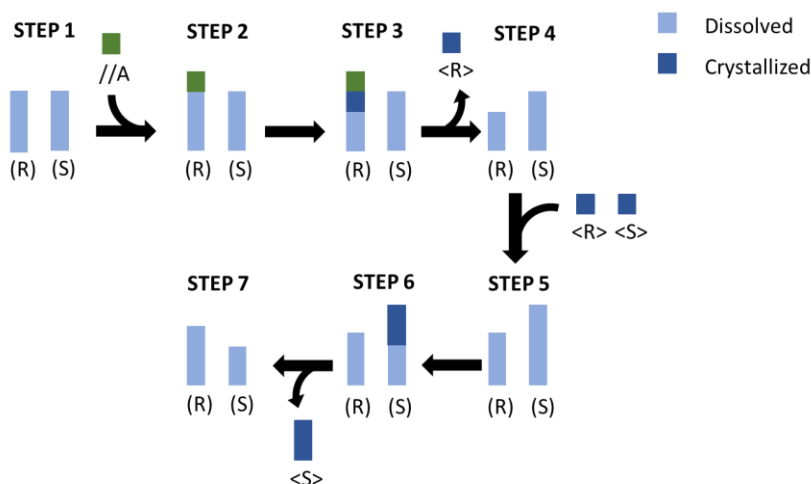 STEP 1
STEP 2
STEP 3
STEP 4
Dissolved
Crystallized
//A
<R>
(R) (S)
(R) (S)
(R) (S)
(R) (S)
<R> <S>
STEP 7
STEP 6
STEP 5
(R) (S)
(R) (S)
(R) (S)
<S>